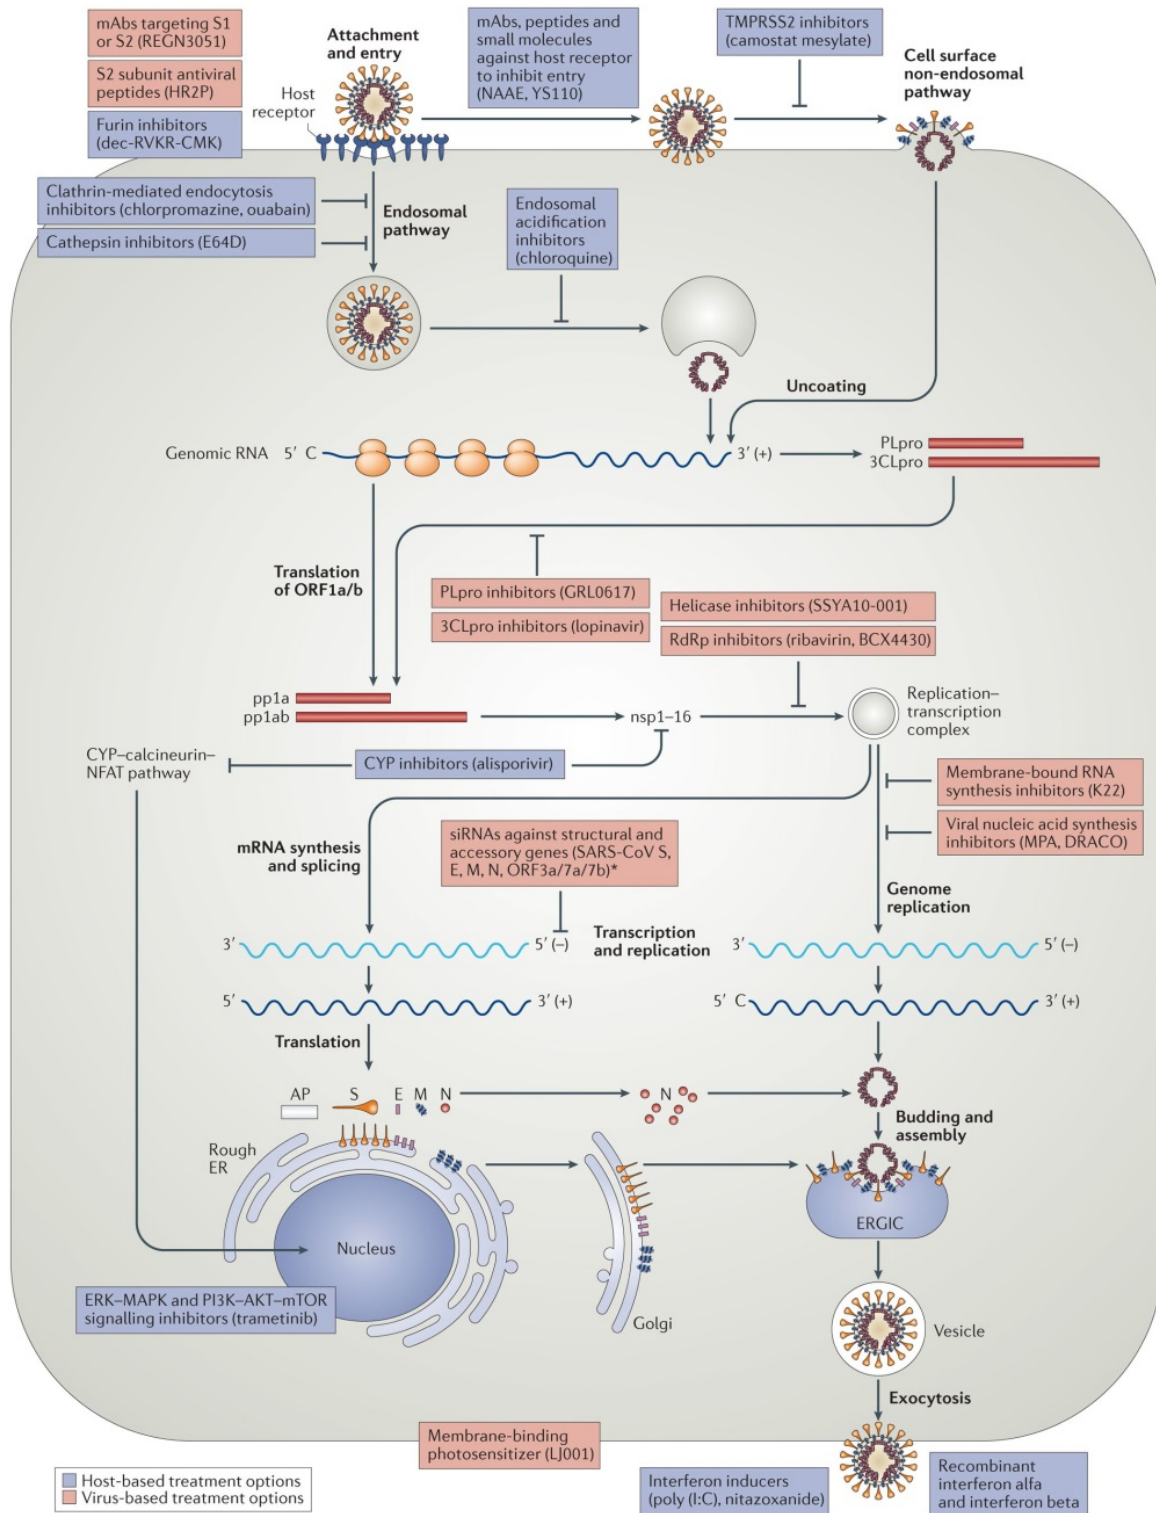 mAbs targeting S1
or S2 (REGN3051)
S2 subunit antiviral
peptides (HR2P)
Furin inhibitors
(dec-RVKR-CMK)
Attachment
and entry
Host
receptor
mAbs, peptides and
small molecules
against host receptor
to inhibit entry
(NAAE, YS110)
TMPRSS2 inhibitors
(camostat mesylate)
Cell surface
non-endosomal
pathway
Clathrin-mediated endocytosis
inhibitors (chlorpromazine, ouabain)
Cathepsin inhibitors (E64D)
Endosomal
pathway
Endosomal
acidification
inhibitors
(chloroquine)
Uncoating
Genomic RNA 5′ C
3′ (+)
PLpro
3CLpro
Translation
of ORF1a/b
PLpro inhibitors (GRL0617)
3CLpro inhibitors (lopinavir)
Helicase inhibitors (SSYA10-001)
RdRp inhibitors (ribavirin, BCX4430)
pp1a
pp1ab
nsp1–16
Replication–
transcription
complex
CYP–calcineurin–
NFAT pathway
CYP inhibitors (alisporivir)
Membrane-bound RNA
synthesis inhibitors (K22)
Viral nucleic acid synthesis
inhibitors (MPA, DRACO)
mRNA synthesis
and splicing
siRNAs against structural and
accessory genes (SARS-CoV S,
E, M, N, ORF3a/7a/7b)*
Genome
replication
Transcription
and replication
3′ 5′ (–)
3′ 5′ (–)
5′ 3′ (+)
5′ C 3′ (+)
Translation
AP S E M N
N
Budding and
assembly
Rough
ER
Nucleus
Golgi
ERGIC
ERK–MAPK and PI3K–AKT–mTOR
signalling inhibitors (trametinib)
Vesicle
Exocytosis
Membrane-binding
photosensitizer (LJ001)
Interferon inducers
(poly (I:C), nitazoxanide)
Recombinant
interferon alfa
and interferon beta
Host-based treatment options
Virus-based treatment options